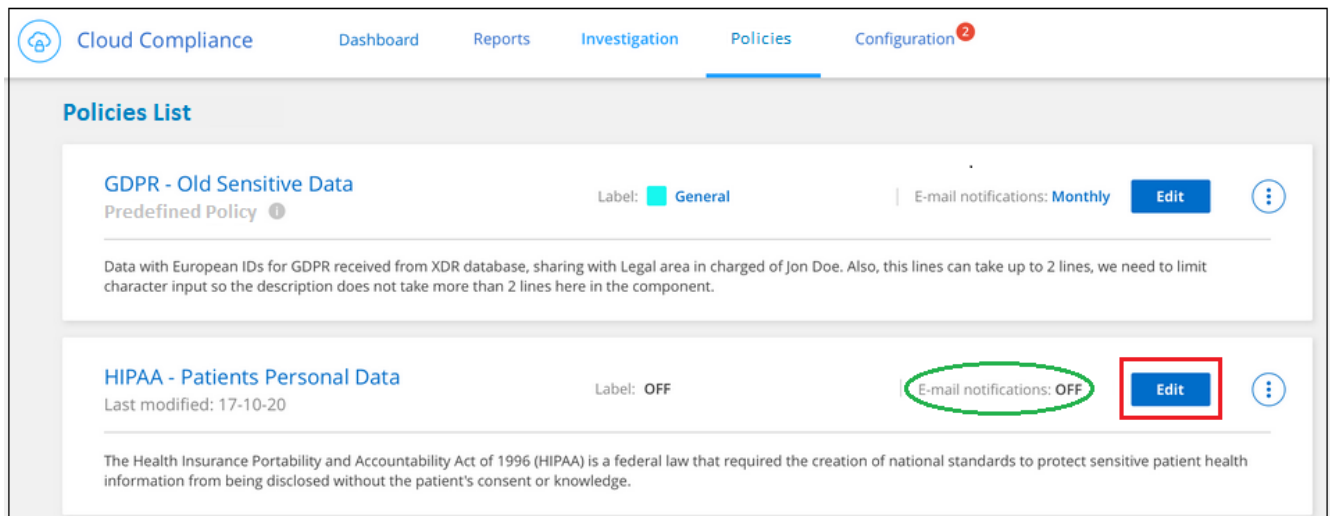 Cloud Compliance Dashboard Reports Investigation Policies Configuration 2
Policies List
GDPR - Old Sensitive Data Label: General E-mail notifications: Monthly Edit
Predefined Policy i
Data with European IDs for GDPR received from XDR database, sharing with Legal area in charged of Jon Doe. Also, this lines can take up to 2 lines, we need to limit
character input so the description does not take more than 2 lines here in the component.
HIPAA - Patients Personal Data Label: OFF E-mail notifications: OFF Edit
Last modified: 17-10-20
The Health Insurance Portability and Accountability Act of 1996 (HIPAA) is a federal law that required the creation of national standards to protect sensitive patient health
information from being disclosed without the patient's consent or knowledge.